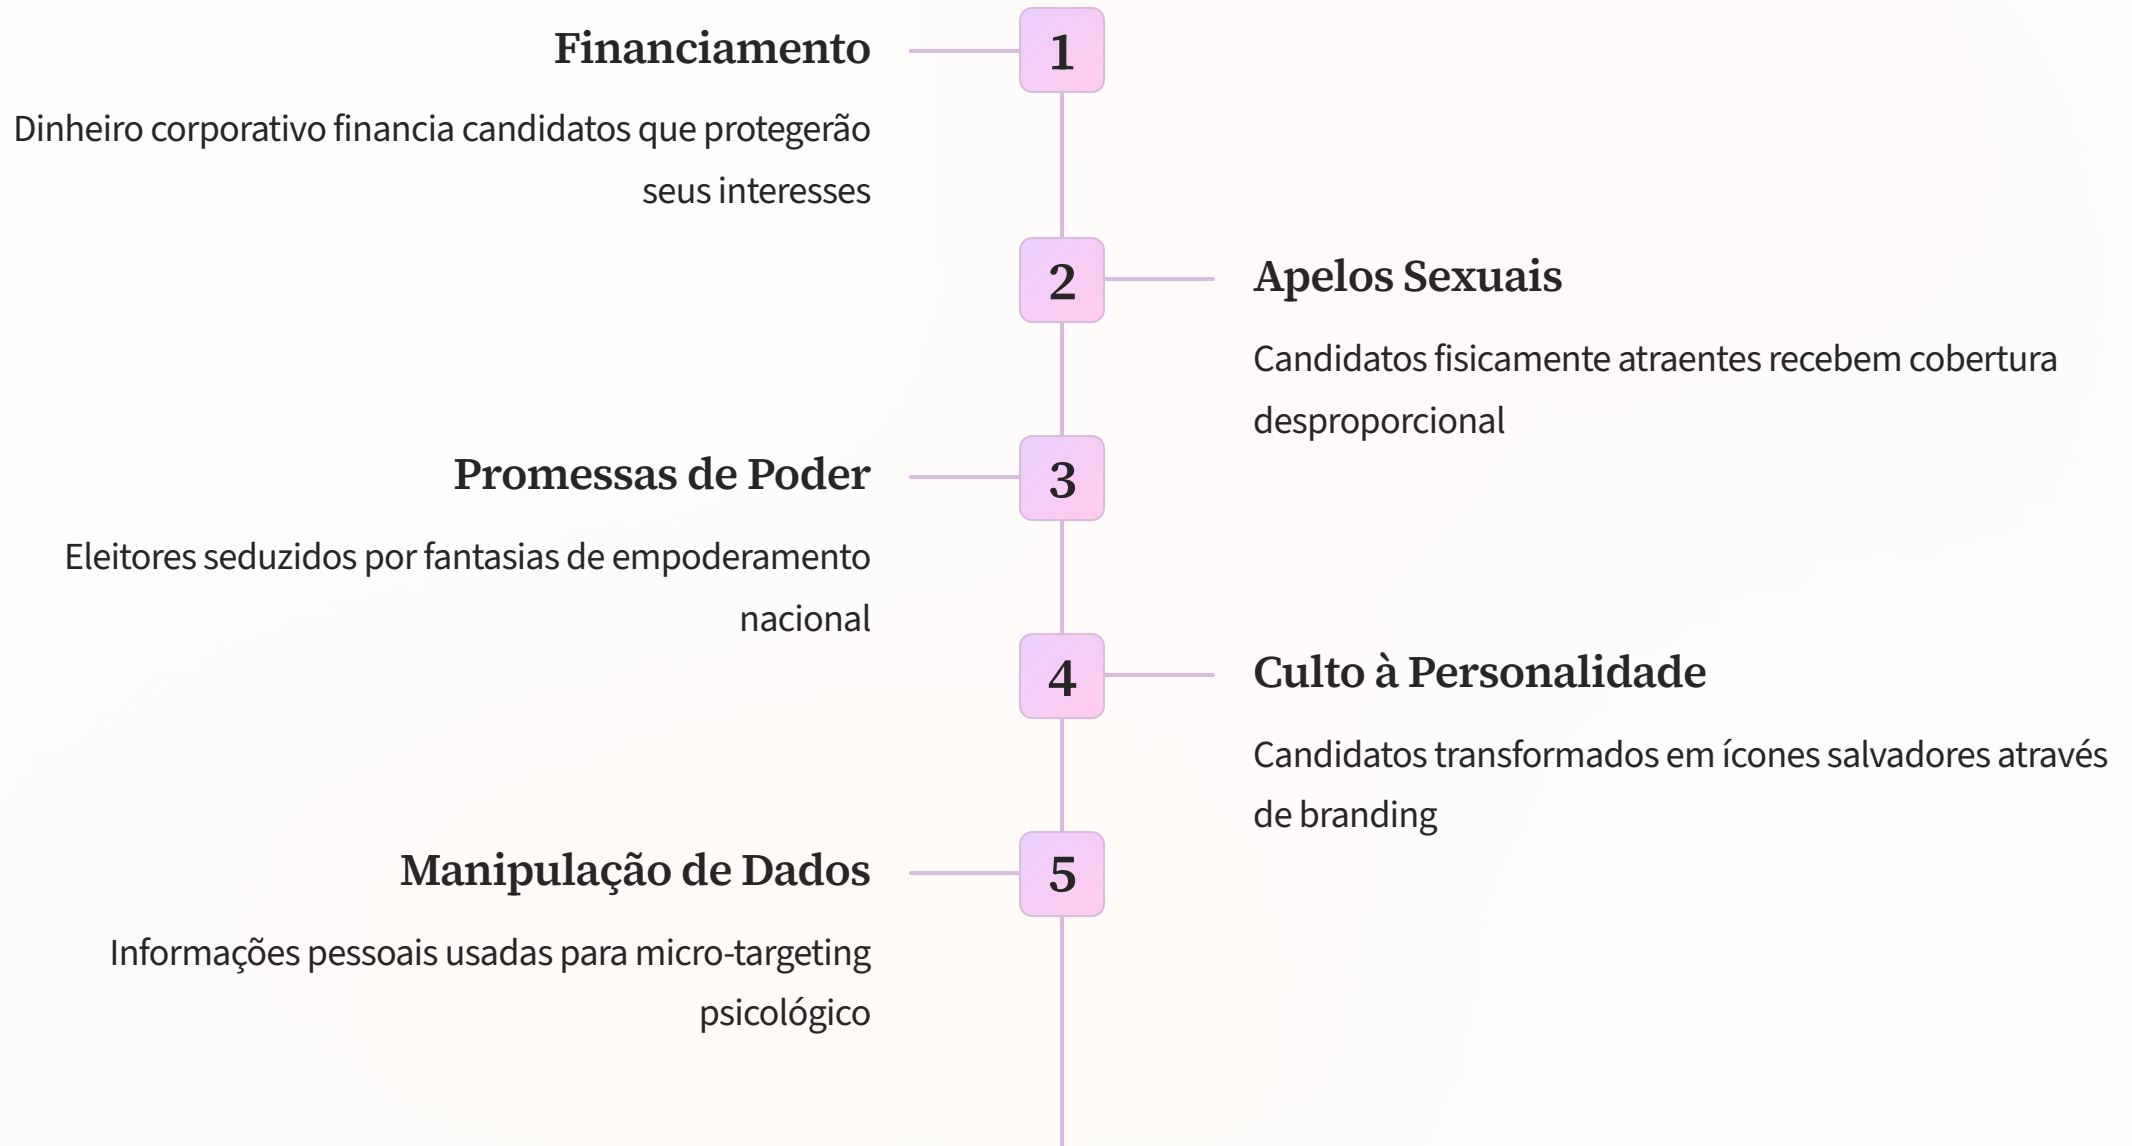 1
Financiamento
Dinheiro corporativo financia candidatos que protegerão
seus interesses
2
Apelos Sexuais
Candidatos fisicamente atraentes recebem cobertura
desproporcional
3
Promessas de Poder
Eleitores seduzidos por fantasias de empoderamento
nacional
4
Culto à Personalidade
Candidatos transformados em ícones salvadores através
de branding
5
Manipulação de Dados
Informações pessoais usadas para micro-targeting
psicológico